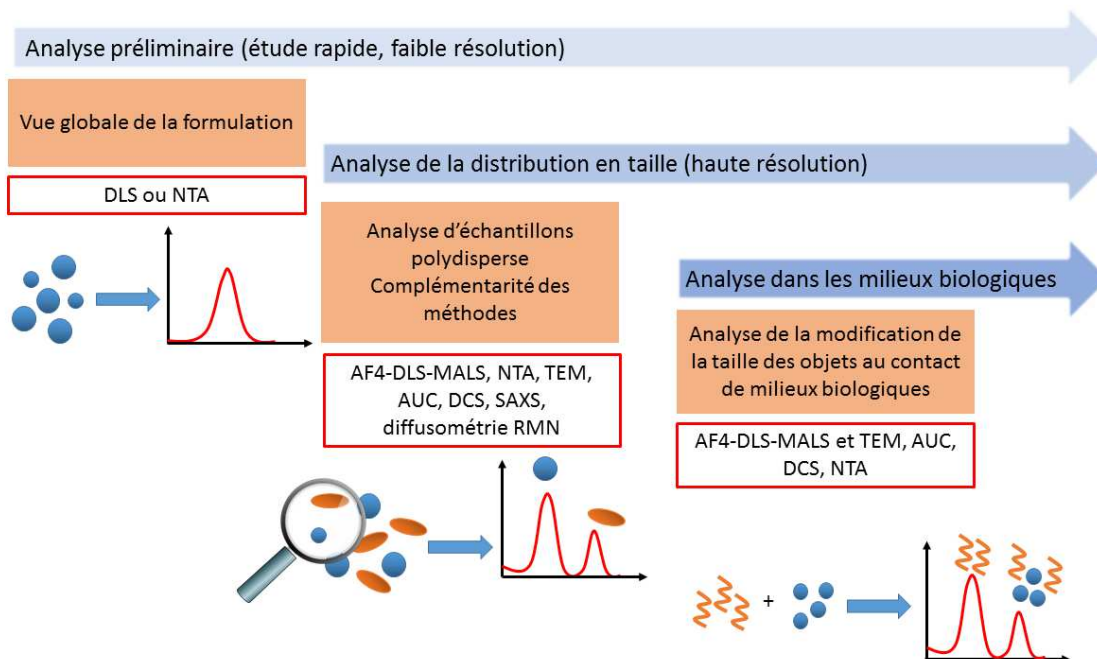 Analyse préliminaire (étude rapide, faible résolution)
Vue globale de la formulation
DLS ou NTA
Analyse de la distribution en taille (haute résolution)
Analyse d’échantillons
polydisperse
Complémentarité des
méthodes
AF4-DLS-MALS, NTA, TEM,
AUC, DCS, SAXS,
diffusométrie RMN
Analyse dans les milieux biologiques
Analyse de la modification de
la taille des objets au contact
de milieux biologiques
AF4-DLS-MALS et TEM, AUC,
DCS, NTA
+